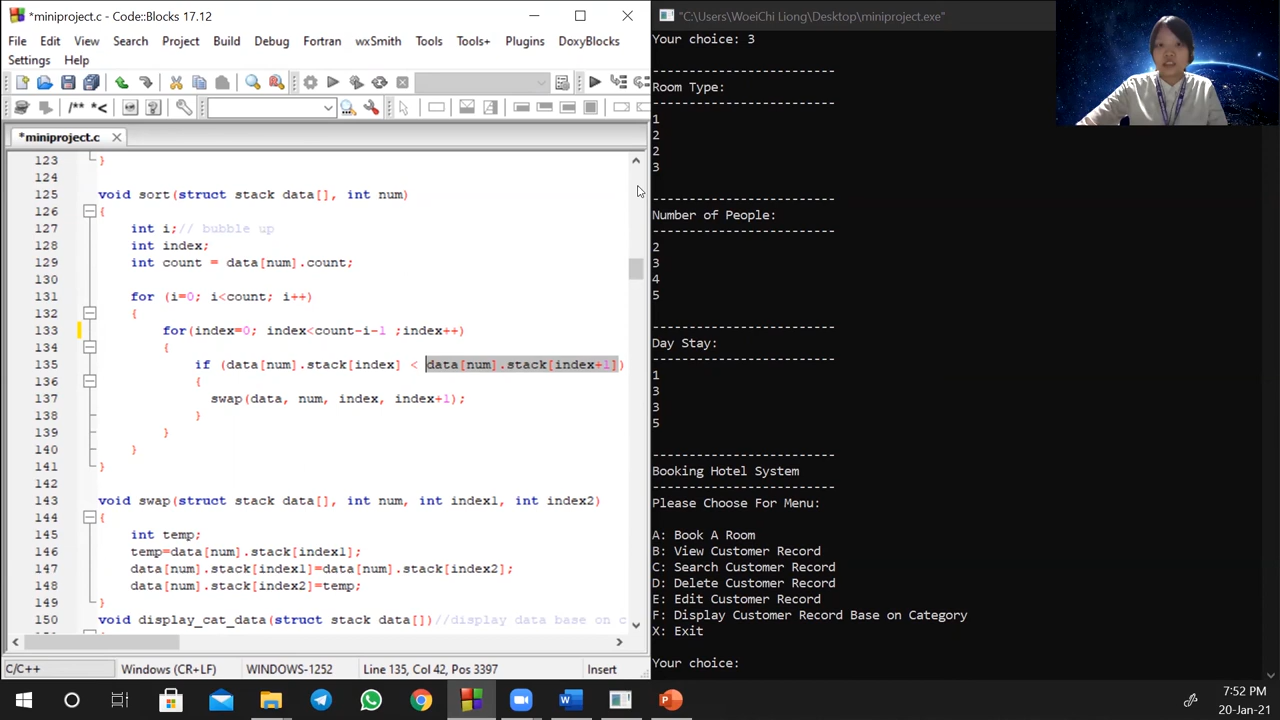 *miniproject.c - Code::Blocks 17.12
File Edit View Search Project Build Debug Fortran wxSmith Tools Tools+ Plugins DoxyBlocks
Settings Help
/** *<
*miniproject.c
123 }
124
125 void sort(struct stack data[], int num)
126 {
127 int i;// bubble up
128 int index;
129 int count = data[num].count;
130
131 for (i=0; i<count; i++)
132 {
133 for(index=0; index<count-i-1 ;index++)
134 {
135 if (data[num].stack[index] < data[num].stack[index+1])
136 {
137 swap(data, num, index, index+1);
138 }
139 }
140 }
141 }
142
143 void swap(struct stack data[], int num, int index1, int index2)
144 {
145 int temp;
146 temp=data[num].stack[index1];
147 data[num].stack[index1]=data[num].stack[index2];
148 data[num].stack[index2]=temp;
149 }
150 void display_cat_data(struct stack data[])//display data base on c
C/C++ Windows (CR+LF) WINDOWS-1252 Line 135, Col 42, Pos 3397 Insert
"C:\Users\WoeiChi Liong\Desktop\miniproject.exe"
Your choice: 3
--------------------------
Room Type:
--------------------------
1
2
2
3
--------------------------
Number of People:
--------------------------
2
3
4
5
--------------------------
Day Stay:
--------------------------
1
3
3
5
--------------------------
Booking Hotel System
--------------------------
Please Choose For Menu:
A: Book A Room
B: View Customer Record
C: Search Customer Record
D: Delete Customer Record
E: Edit Customer Record
F: Display Customer Record Base on Category
X: Exit
Your choice:
7:52 PM
20-Jan-21